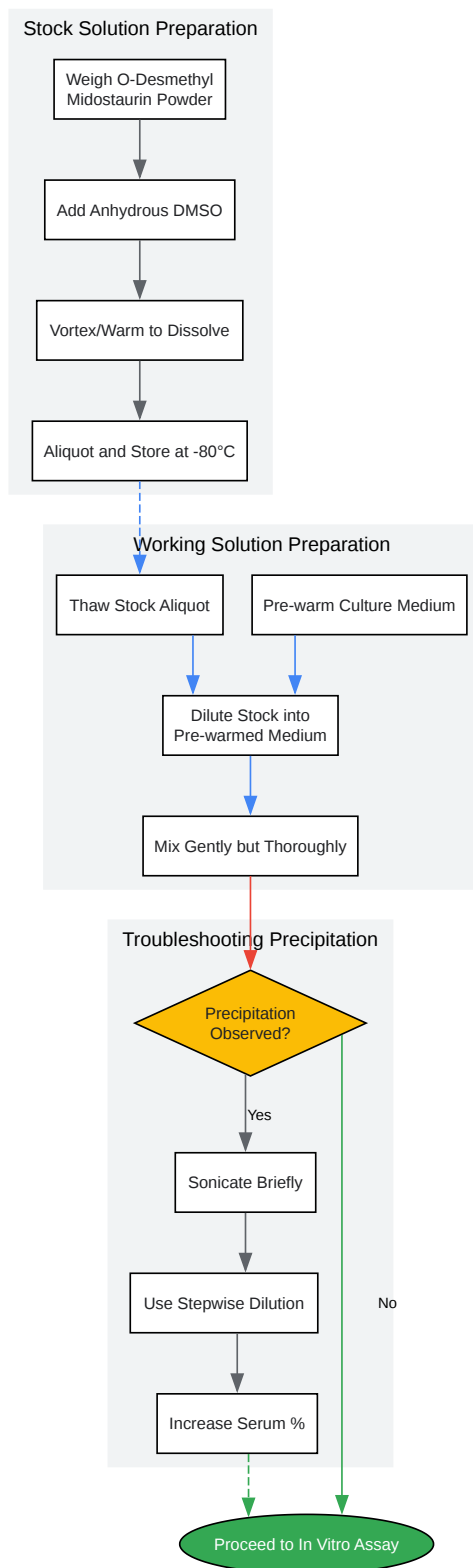 Stock Solution Preparation
Weigh O-Desmethyl
Midostaurin Powder
Add Anhydrous DMSO
Vortex/Warm to Dissolve
Aliquot and Store at -80°C
Working Solution Preparation
Thaw Stock Aliquot
Pre-warm Culture Medium
Dilute Stock into
Pre-warmed Medium
Mix Gently but Thoroughly
Troubleshooting Precipitation
Precipitation
Observed?
Yes
Sonicate Briefly
Use Stepwise Dilution
No
Increase Serum %
Proceed to In Vitro Assay